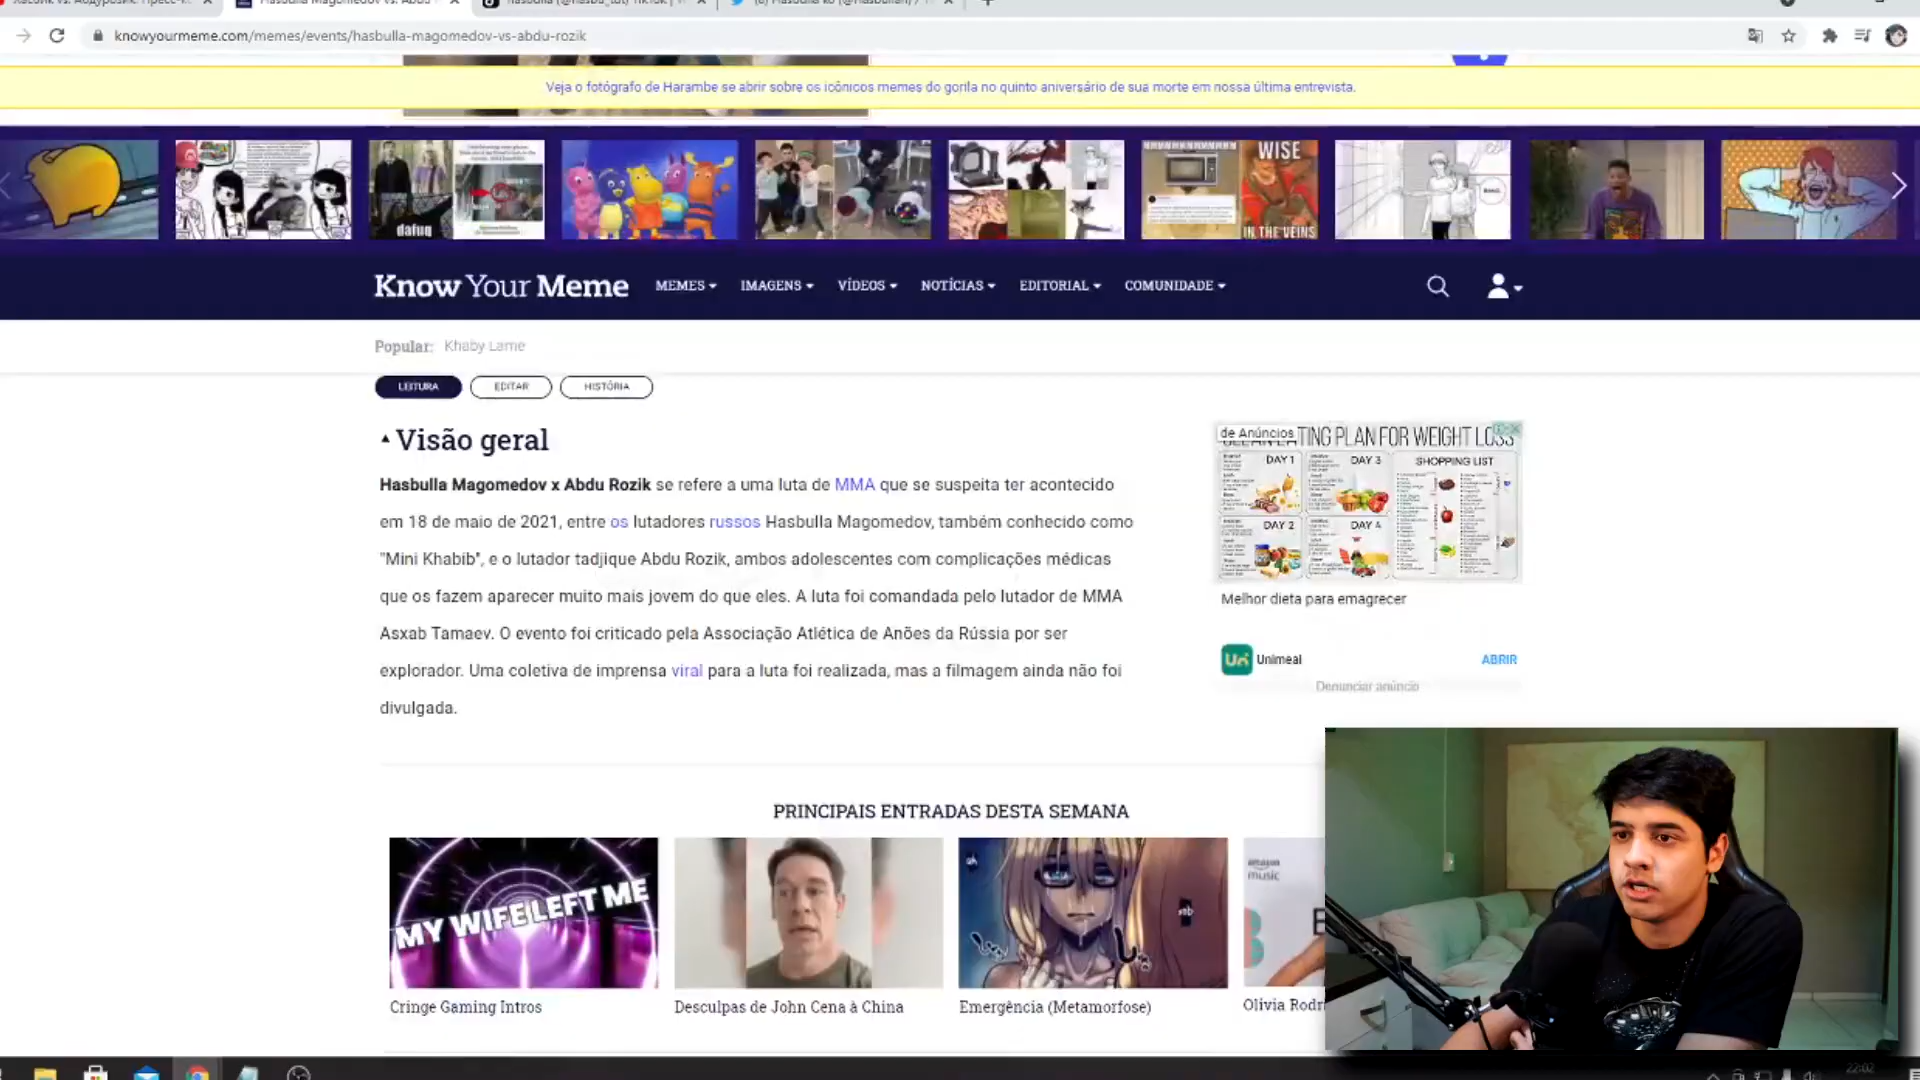 knowyourmeme.com/memes/events/hasbulla-magomedov-vs-abdu-rozik
Veja o fotógrafo de Harambe se abrir sobre os icônicos memes do gorila no quinto aniversário de sua morte em nossa última entrevista.
dafuq
WISE
IN THE VEINS
Know Your Meme
MEMES
IMAGENS
VÍDEOS
NOTÍCIAS
EDITORIAL
COMUNIDADE
Popular: Khaby Lame
LEITURA
EDITAR
HISTÓRIA
Visão geral
Hasbulla Magomedov x Abdu Rozik se refere a uma luta de MMA que se suspeita ter acontecido
em 18 de maio de 2021, entre os lutadores russos Hasbulla Magomedov, também conhecido como
"Mini Khabib", e o lutador tadjique Abdu Rozik, ambos adolescentes com complicações médicas
que os fazem aparecer muito mais jovem do que eles. A luta foi comandada pelo lutador de MMA
Asxab Tamaev. O evento foi criticado pela Associação Atlética de Anões da Rússia por ser
explorador. Uma coletiva de imprensa viral para a luta foi realizada, mas a filmagem ainda não foi
divulgada.
de Anúncios
PLAN FOR WEIGHT LOSS
DAY 1
DAY 3
SHOPPING LIST
DAY 2
DAY 4
Melhor dieta para emagrecer
Un
Unimeal
ABRIR
Denunciar anúncio
PRINCIPAIS ENTRADAS DESTA SEMANA
MY WIFE LEFT ME
amazon
music
Cringe Gaming Intros
Desculpas de John Cena à China
Emergência (Metamorfose)
Olivia Rodri
22:02